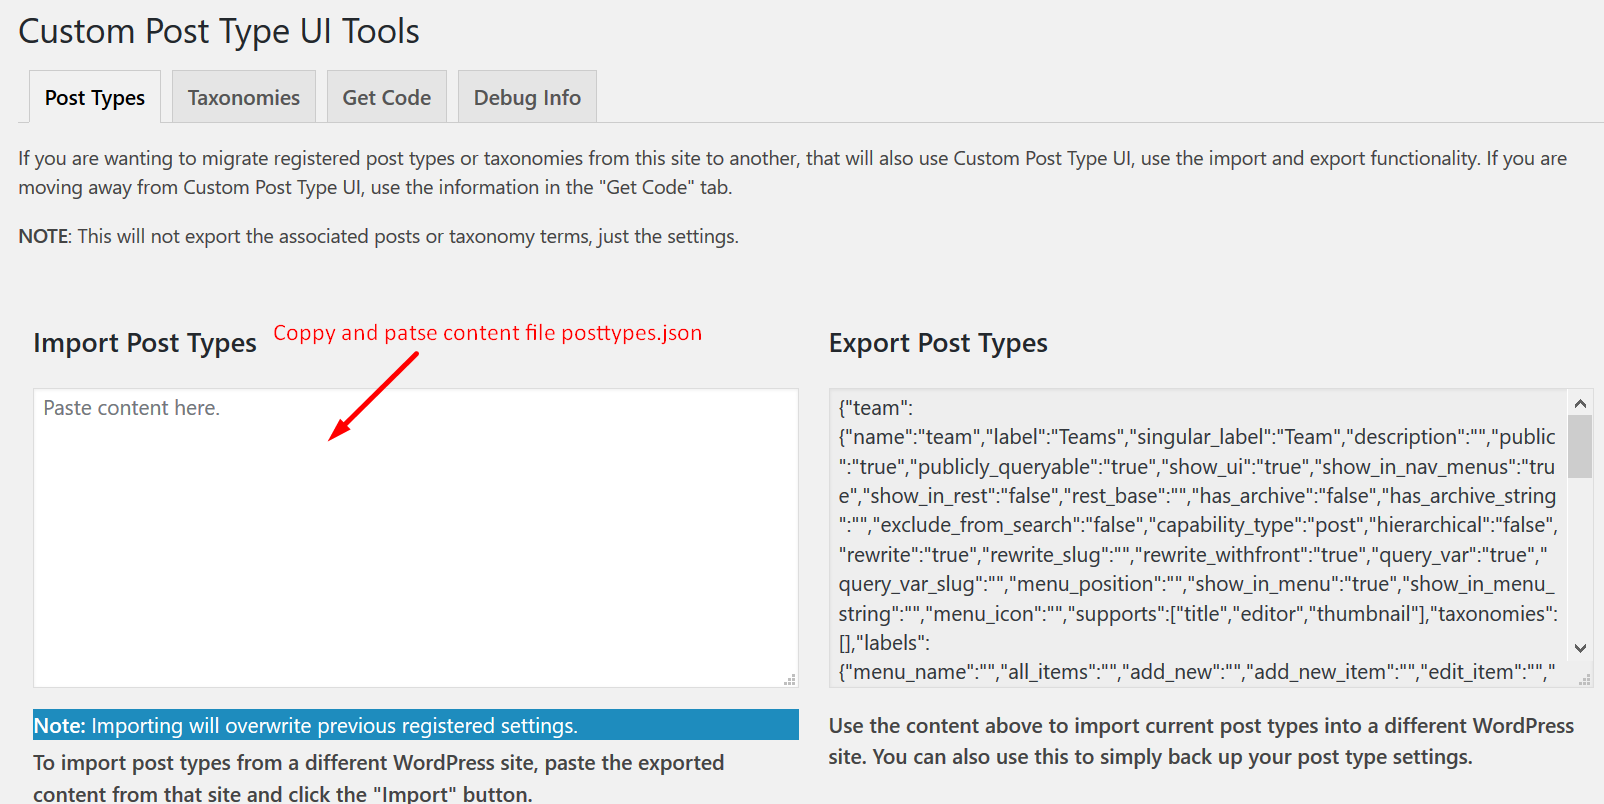 Custom Post Type UI Tools
Post Types
Taxonomies
Get Code
Debug Info
If you are wanting to migrate registered post types or taxonomies from this site to another, that will also use Custom Post Type UI, use the import and export functionality. If you are
moving away from Custom Post Type UI, use the information in the "Get Code" tab.
NOTE: This will not export the associated posts or taxonomy terms, just the settings.
Import Post Types
Coppy and patse content file posttypes.json
Paste content here.
Note: Importing will overwrite previous registered settings.
To import post types from a different WordPress site, paste the exported
content from that site and click the "Import" button.
Export Post Types
{"team":
{"name":"team","label":"Teams","singular_label":"Team","description":"","public
":"true","publicly_queryable":"true","show_ui":"true","show_in_nav_menus":"tru
e","show_in_rest":"false","rest_base":"","has_archive":"false","has_archive_string
":"","exclude_from_search":"false","capability_type":"post","hierarchical":"false",
"rewrite":"true","rewrite_slug":"","rewrite_withfront":"true","query_var":"true","
query_var_slug":"","menu_position":"","show_in_menu":"true","show_in_menu_
string":"","menu_icon":"","supports":["title","editor","thumbnail"],"taxonomies":
[],"labels":
{"menu_name":"","all_items":"","add_new":"","add_new_item":"","edit_item":"","
Use the content above to import current post types into a different WordPress
site. You can also use this to simply back up your post type settings.